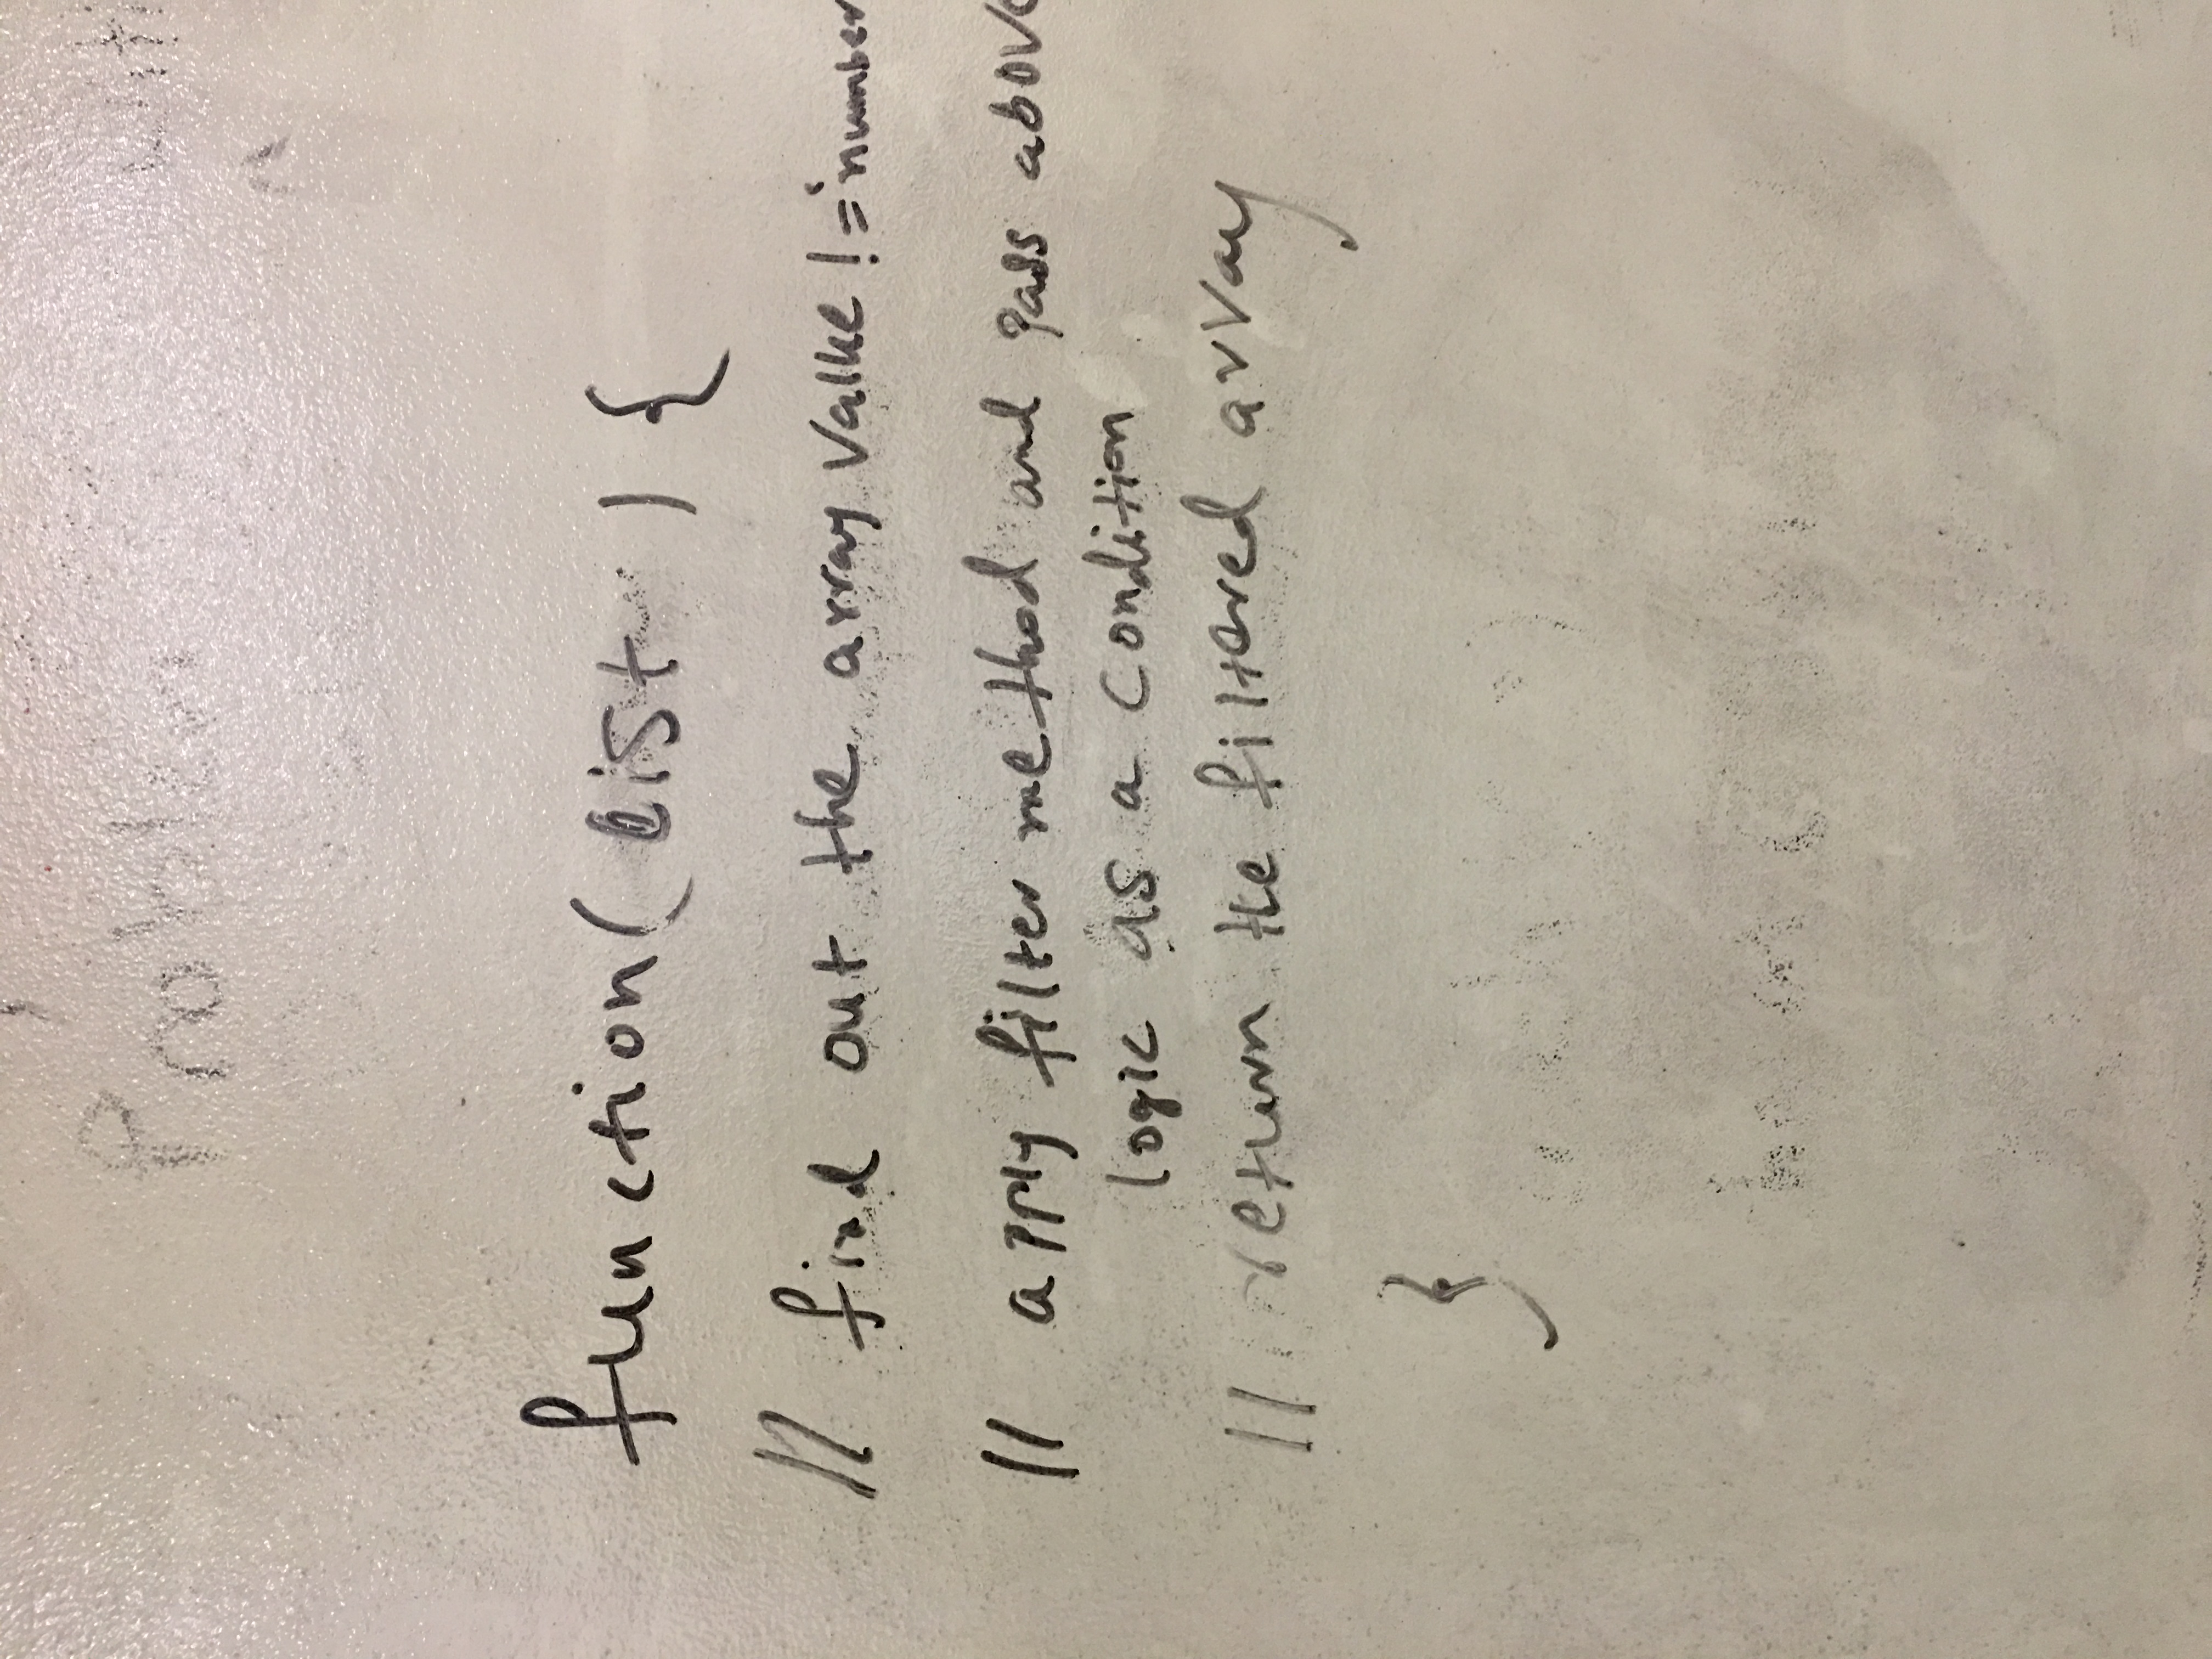 Problem
function( list ) {
// find out the array value != 'number
// apply filter method and pass above
logic as a condition
// return the filtered array
}